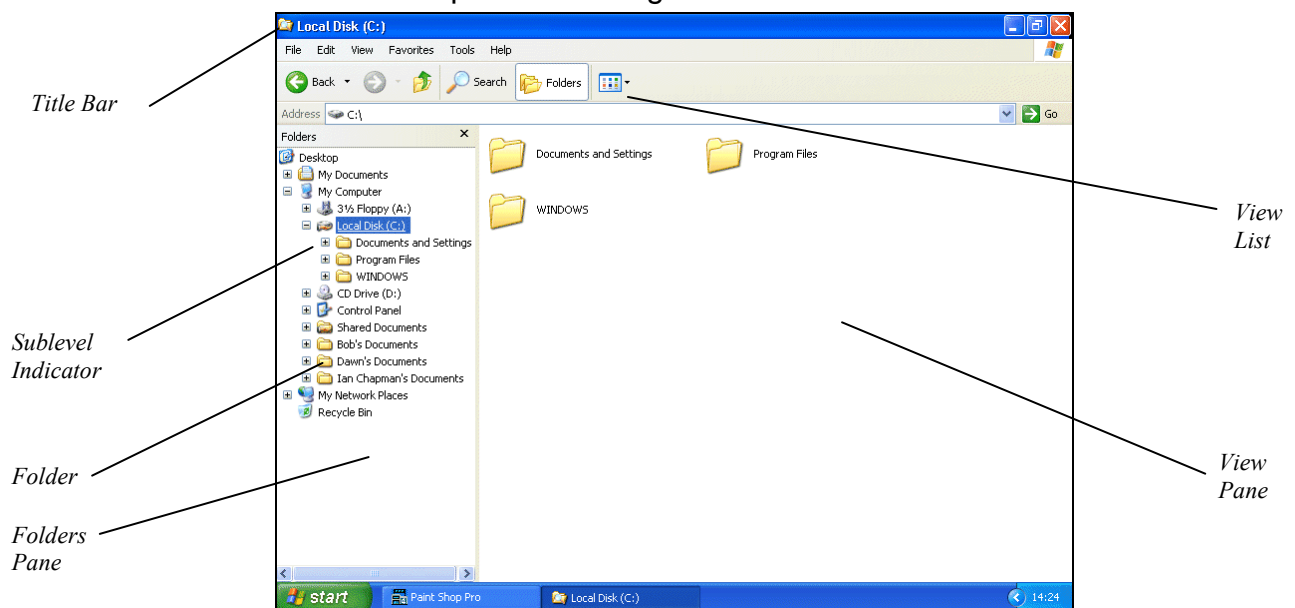 Local Disk (C:)
File Edit View Favorites Tools Help
Back Search Folders
Title Bar
Address C:\ Go
Folders
Desktop
My Documents
My Computer
3½ Floppy (A:)
Local Disk (C:)
Documents and Settings
Program Files
WINDOWS
CD Drive (D:)
Control Panel
Shared Documents
Bob's Documents
Dawn's Documents
Ian Chapman's Documents
My Network Places
Recycle Bin
Documents and Settings Program Files
WINDOWS
View
List
Sublevel
Indicator
Folder
Folders
Pane
View
Pane
start Paint Shop Pro Local Disk (C:) 14:24